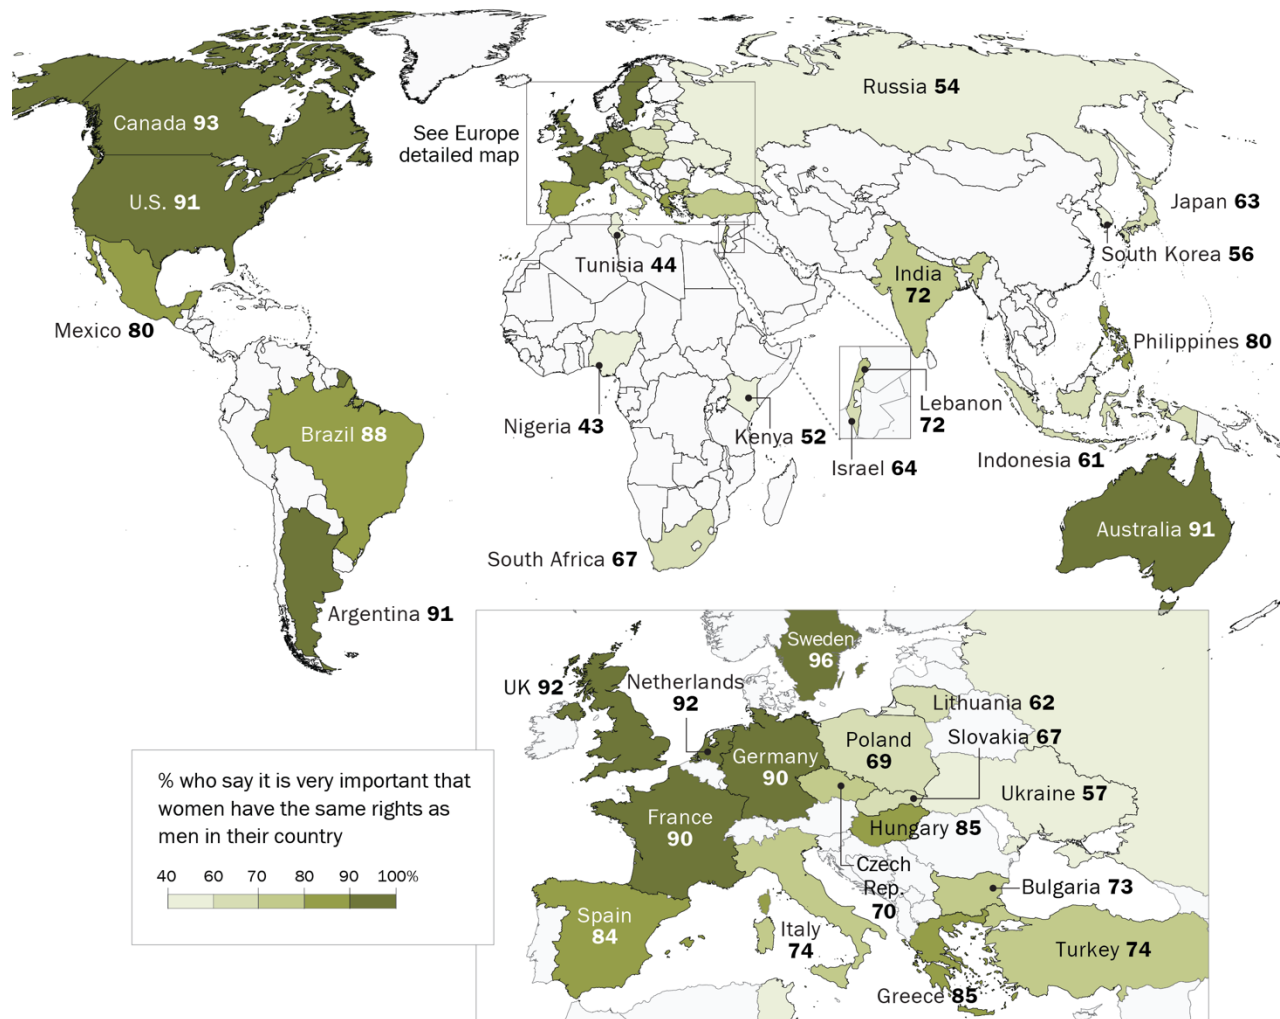 Russia 54
Canada 93
See Europe
detailed map
U.S. 91
Japan 63
South Korea 56
Tunisia 44
India
72
Mexico 80
Philippines 80
Lebanon
72
Nigeria 43
Brazil 88
Kenya 52
Israel 64
Indonesia 61
Australia 91
South Africa 67
Argentina 91
Sweden
96
UK 92
Netherlands
92
Lithuania 62
Slovakia 67
Poland
69
Germany
90
Ukraine 57
France
90
Hungary 85
Czech
Rep.
70
Bulgaria 73
Spain
84
Italy
74
Turkey 74
Greece 85
% who say it is very important that
women have the same rights as
men in their country
40 60 70 80 90 100%